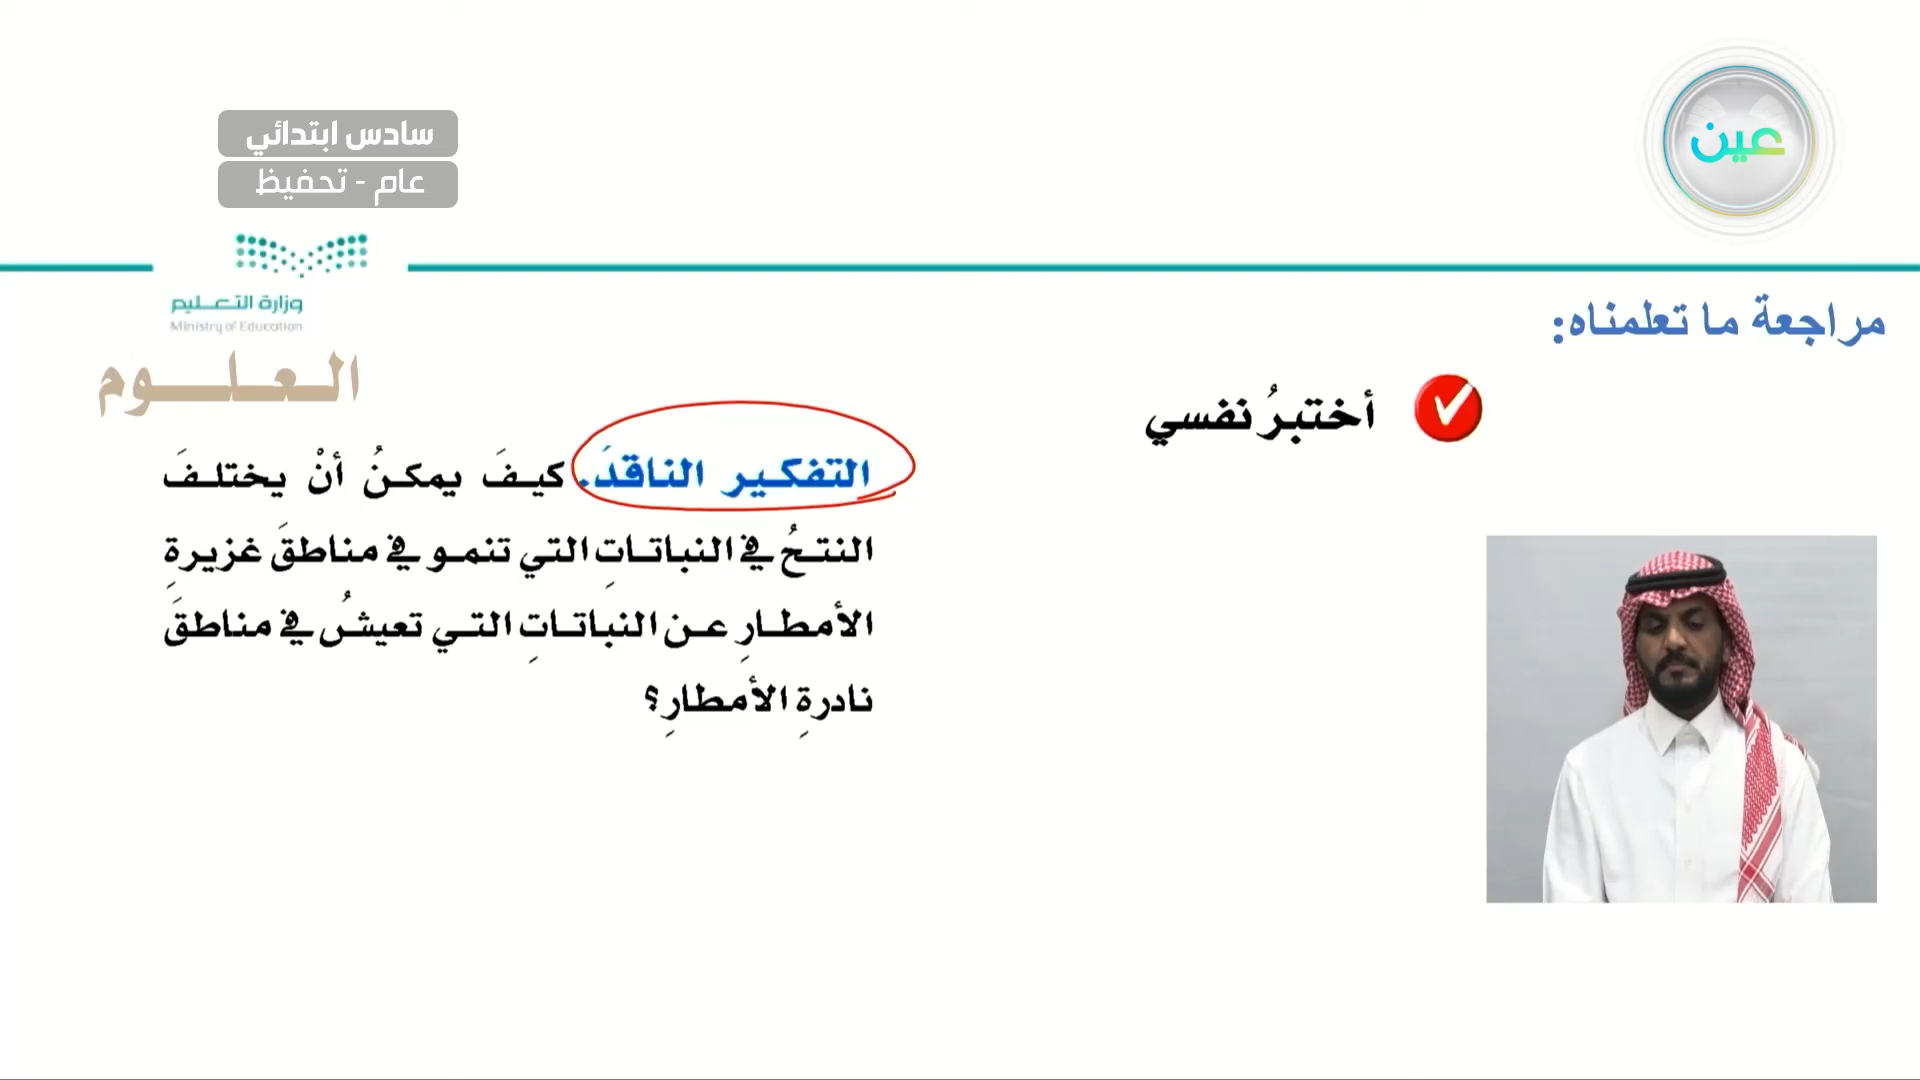 سادس ابتدائي
عام - تحفيظ
عين
وزارة التعليم
Ministry of Education
العلوم
مراجعة ما تعلمناه:
أختبرُ نفسي
التفكير الناقدَ. كيفَ يمكنُ أنْ يختلفَ
النتحُ في النباتاتِ التي تنمو في مناطقَ غزيرةِ
الأمطارِ عن النباتاتِ التي تعيشُ في مناطقَ
نادرةِ الأمطارِ؟